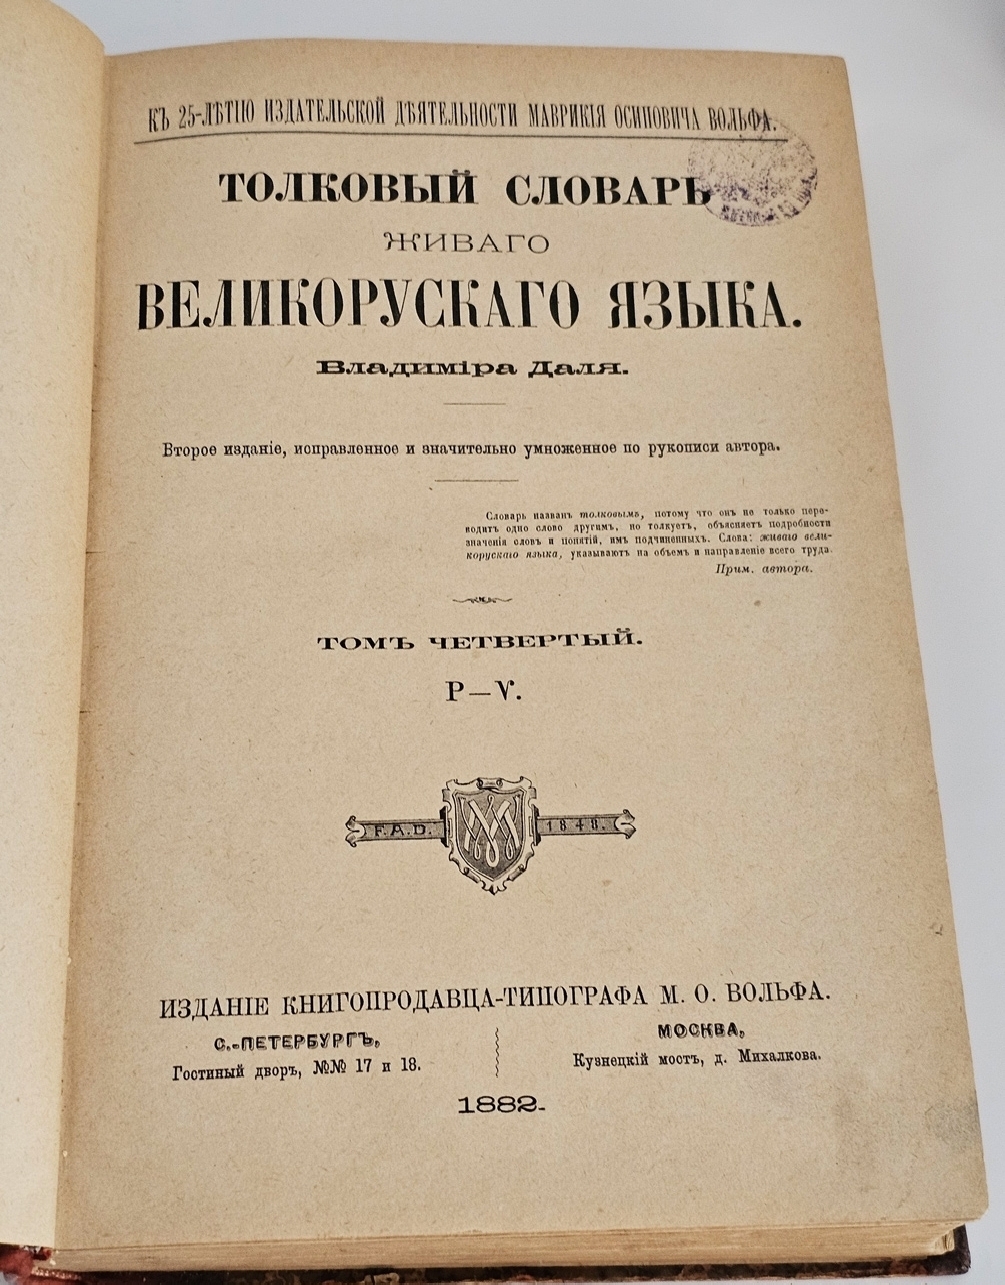 КЪ 25-ЛѢТІЮ ИЗДАТЕЛЬСКОЙ ДѢЯТЕЛЬНОСТИ МАВРИКІЯ ОСИПОВИЧА ВОЛЬФА.
ТОЛКОВЫЙ СЛОВАРЬ
ЖИВАГО
ВЕЛИКОРУСКАГО ЯЗЫКА.
Владиміра Даля.
Второе изданіе, исправленное и значительно умноженное по рукописи автора.
Словарь названъ толковымъ, потому что онъ не только пере-
водитъ одно слово другимъ, но толкуетъ, объясняетъ подробности
значенія словъ и понятій, имъ подчиненныхъ. Слова: живаго вели-
корускаго языка, указываютъ на объемъ и направленіе всего труда.
Прим. автора.
ТОМЪ ЧЕТВЕРТЫЙ.
Р—Ѵ.
F.A.D. 1848.
ИЗДАНІЕ КНИГОПРОДАВЦА-ТИПОГРАФА М. О. ВОЛЬФА.
С.-ПЕТЕРБУРГЪ, МОСКВА,
Гостиный дворъ, №№ 17 и 18. Кузнецкій мостъ, д. Михалкова.
1882.